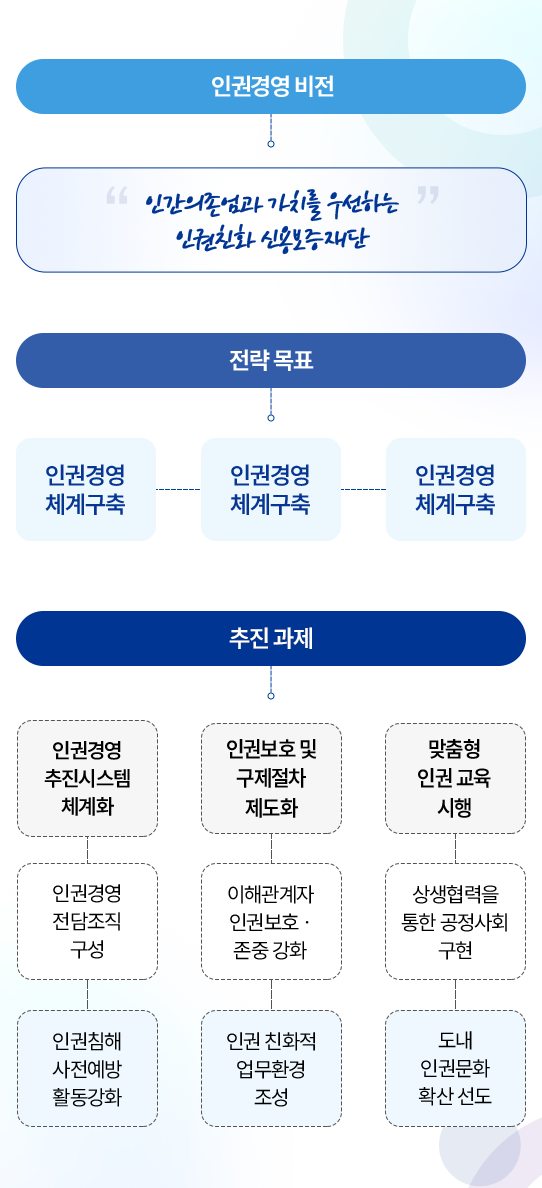 인권경영 비전
“ 인간의존엄과 가치를 우선하는 ”
인권친화 신용보증재단
전략 목표
인권경영
체계구축
인권경영
체계구축
인권경영
체계구축
추진 과제
인권경영
추진시스템
체계화
인권보호 및
구제절차
제도화
맞춤형
인권 교육
시행
인권경영
전담조직
구성
이해관계자
인권보호 ·
존중 강화
상생협력을
통한 공정사회
구현
인권침해
사전예방
활동강화
인권 친화적
업무환경
조성
도내
인권문화
확산 선도